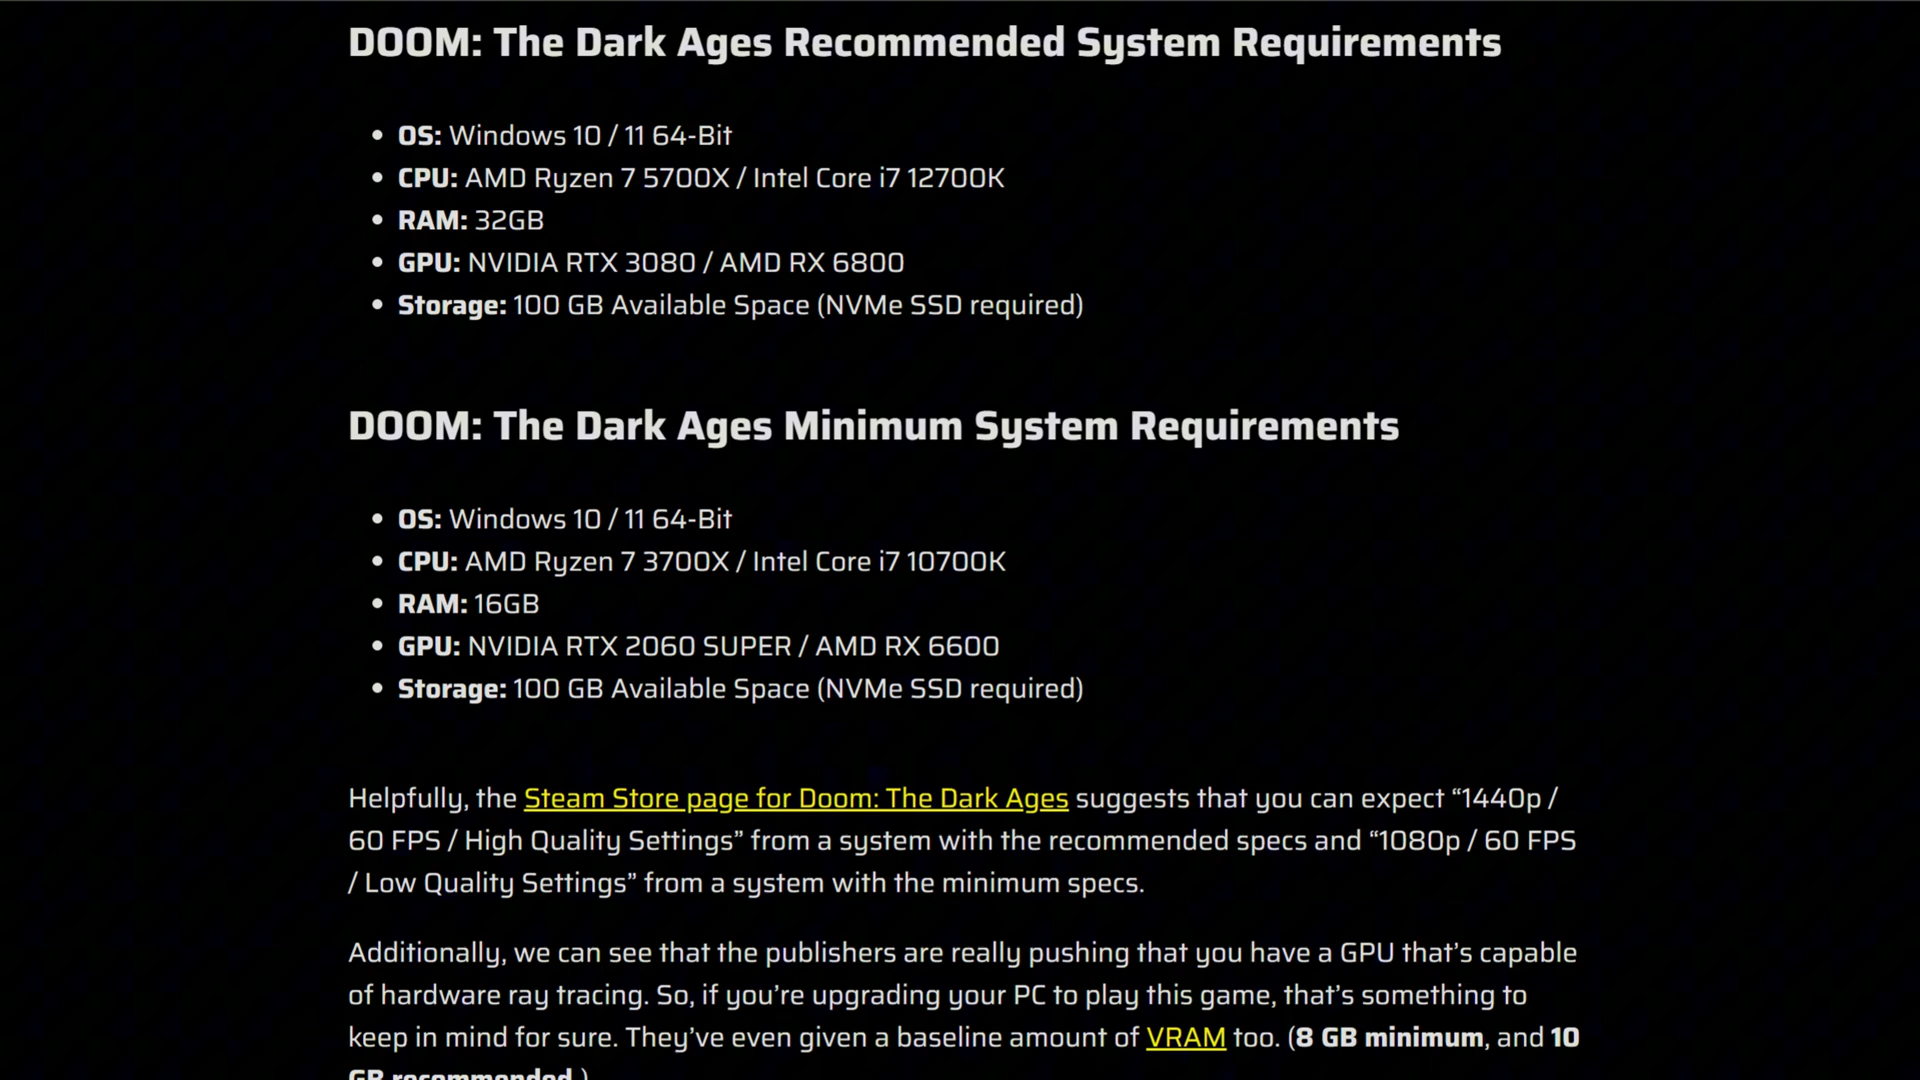 DOOM: The Dark Ages Recommended System Requirements
• OS: Windows 10 / 11 64-Bit
• CPU: AMD Ryzen 7 5700X / Intel Core i7 12700K
• RAM: 32GB
• GPU: NVIDIA RTX 3080 / AMD RX 6800
• Storage: 100 GB Available Space (NVMe SSD required)
DOOM: The Dark Ages Minimum System Requirements
• OS: Windows 10 / 11 64-Bit
• CPU: AMD Ryzen 7 3700X / Intel Core i7 10700K
• RAM: 16GB
• GPU: NVIDIA RTX 2060 SUPER / AMD RX 6600
• Storage: 100 GB Available Space (NVMe SSD required)
Helpfully, the Steam Store page for Doom: The Dark Ages suggests that you can expect “1440p /
60 FPS / High Quality Settings” from a system with the recommended specs and “1080p / 60 FPS
/ Low Quality Settings” from a system with the minimum specs.
Additionally, we can see that the publishers are really pushing that you have a GPU that’s capable
of hardware ray tracing. So, if you’re upgrading your PC to play this game, that’s something to
keep in mind for sure. They’ve even given a baseline amount of VRAM too. (8 GB minimum, and 10
GB recommended.)